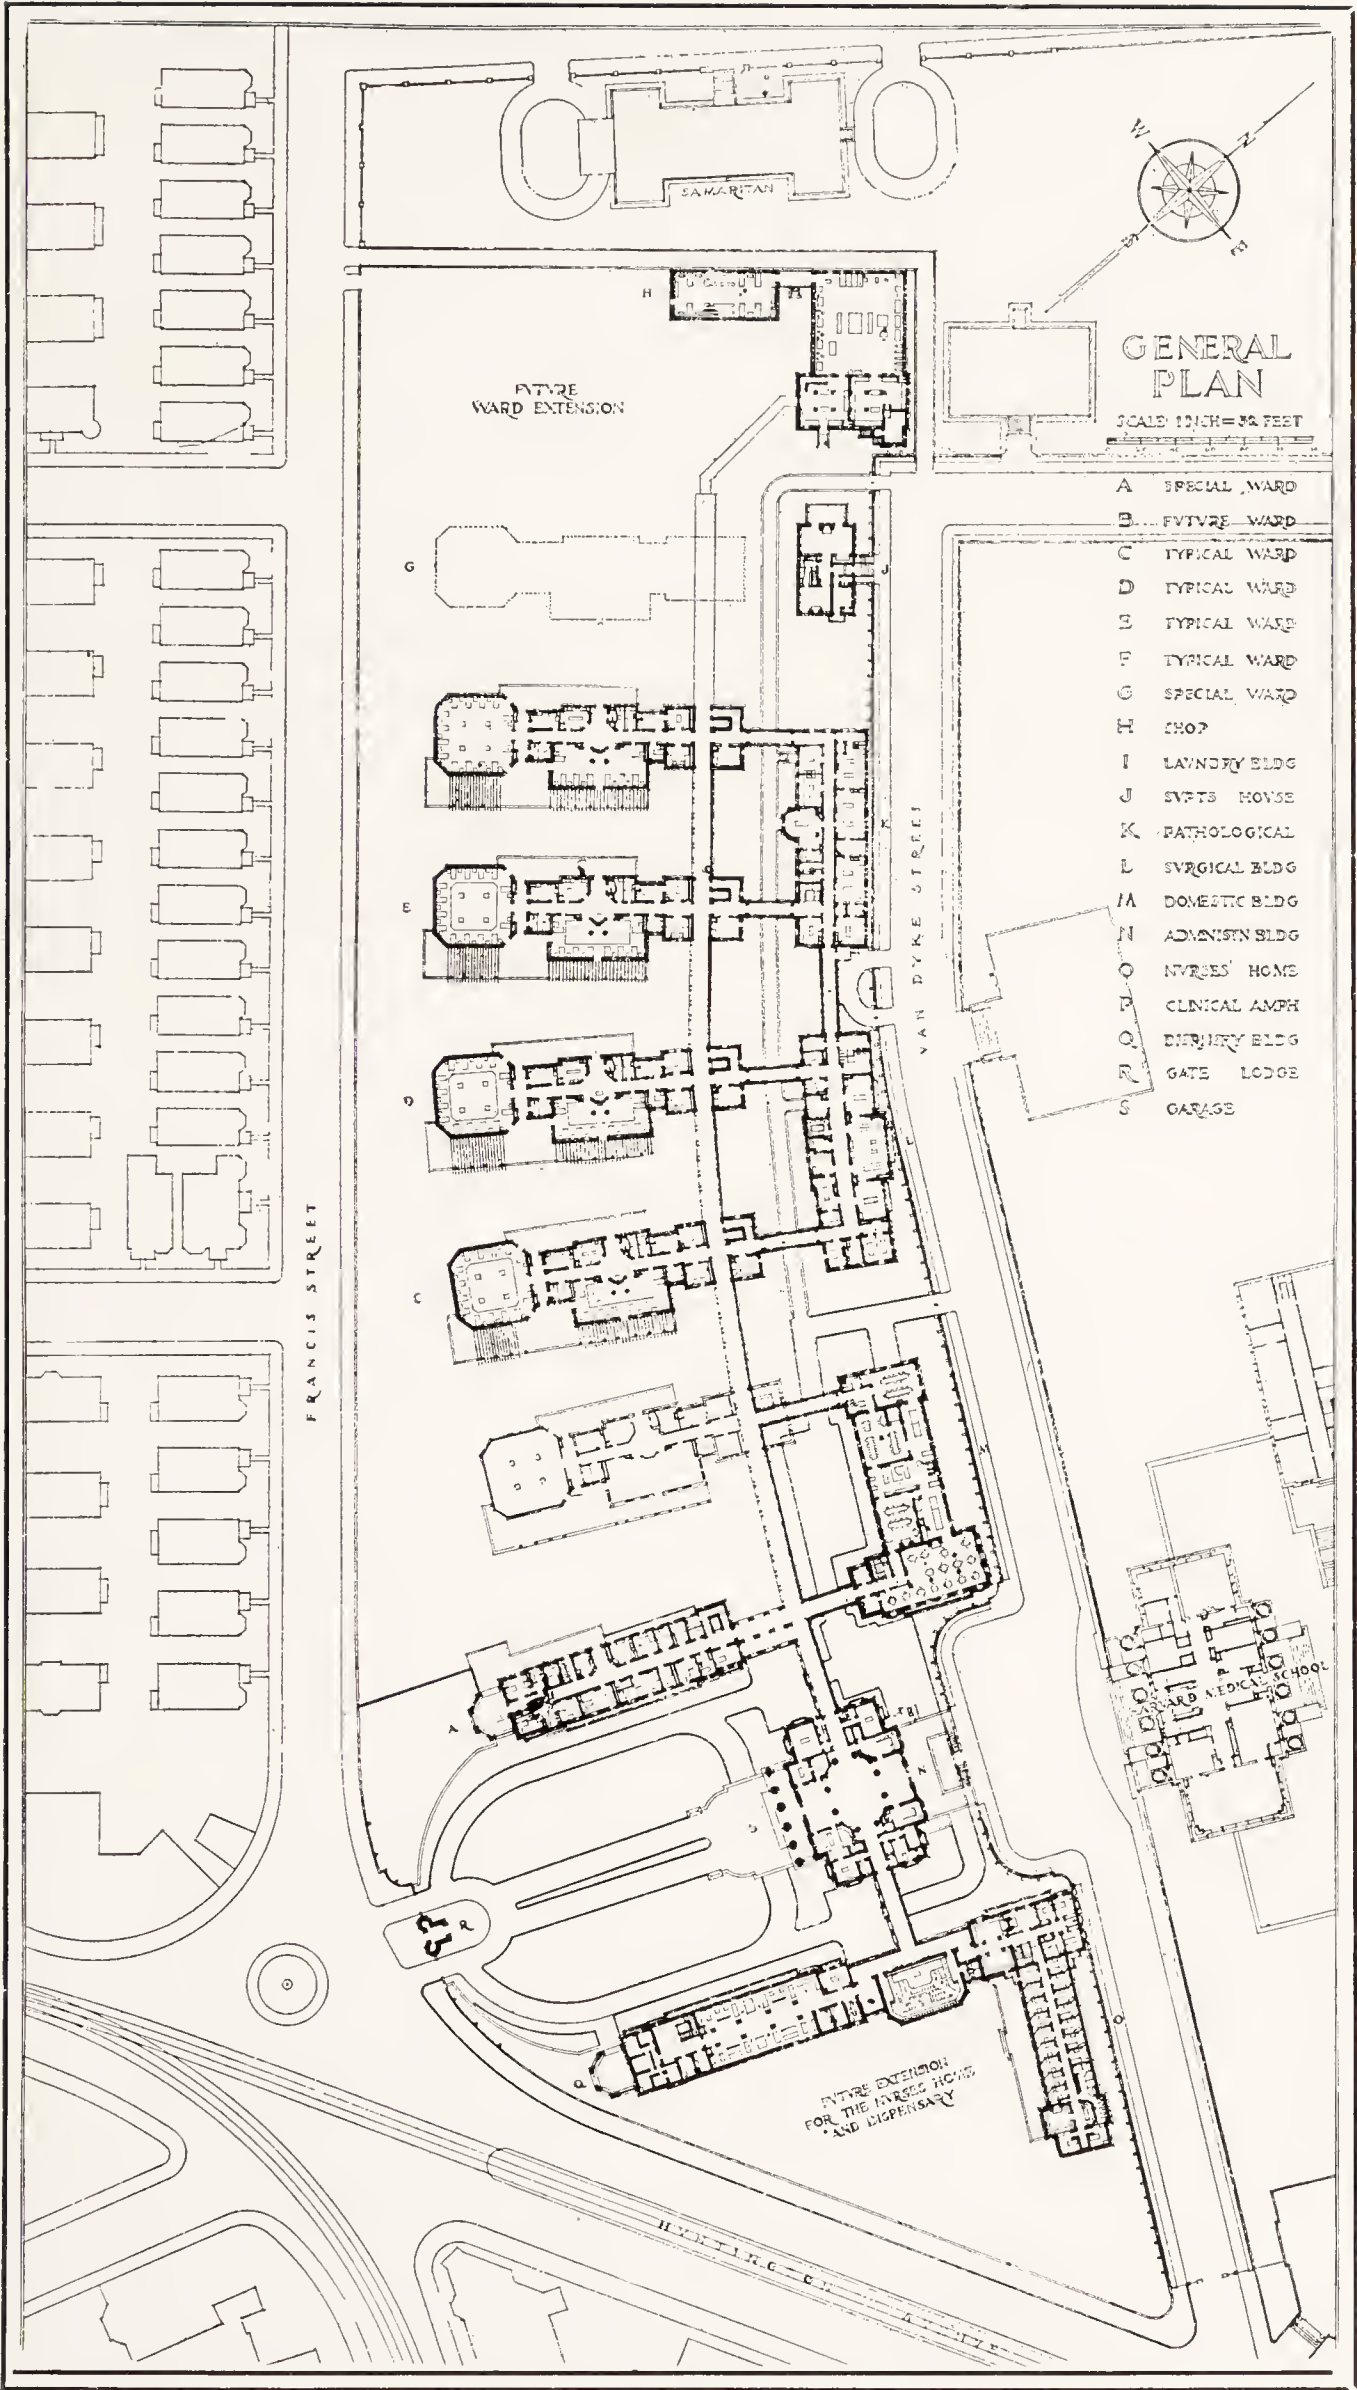 SAMARITAN
W
N
S
E
H
FVTVRE
WARD EXTENSION
GENERAL
PLAN
SCALE 1 INCH = 32 FEET
A SPECIAL WARD
B FVTVRE WARD
C TYPICAL WARD
D TYPICAL WARD
E TYPICAL WARD
F TYPICAL WARD
G SPECIAL WARD
H SHOP
I LAVNDRY BLDG
J SVPTS HOVSE
K PATHOLOGICAL
L SVRGICAL BLDG
M DOMESTIC BLDG
N ADMNISTN BLDG
O NVRSES' HOME
P CLINICAL AMPH
Q BLDG
R GATE LODGE
S GARAGE
G
J
K
E
VAN DYKE STREET
D
L
C
FRANCIS STREET
M
HARVARD MEDICAL SCHOOL
A
N
R
O
Q
FVTVRE EXTENSION
FOR THE NVRSES HOME
AND DISPENSARY
HVNTINGTON AVENVE